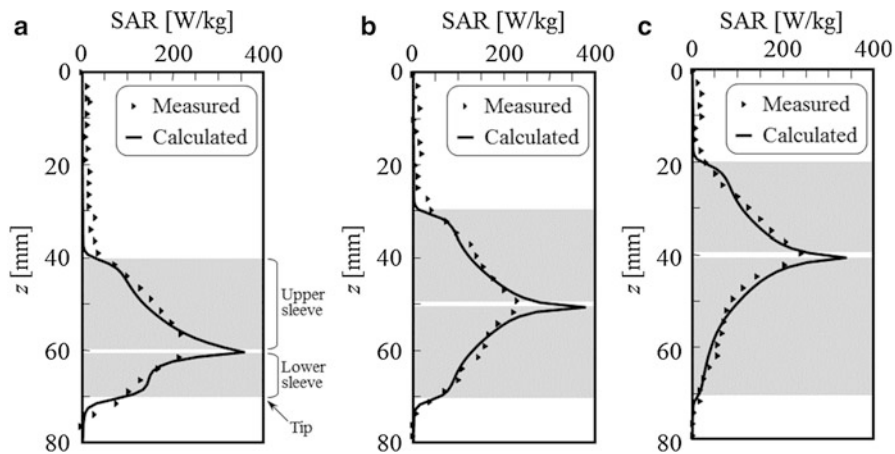 a
SAR [W/kg]
0 200 400
0
20
40
60
80
z [mm]
Measured
Calculated
Upper
sleeve
Lower
sleeve
Tip
b
SAR [W/kg]
0 200 400
0
20
40
60
80
z [mm]
Measured
Calculated
c
SAR [W/kg]
0 200 400
0
20
40
60
80
z [mm]
Measured
Calculated